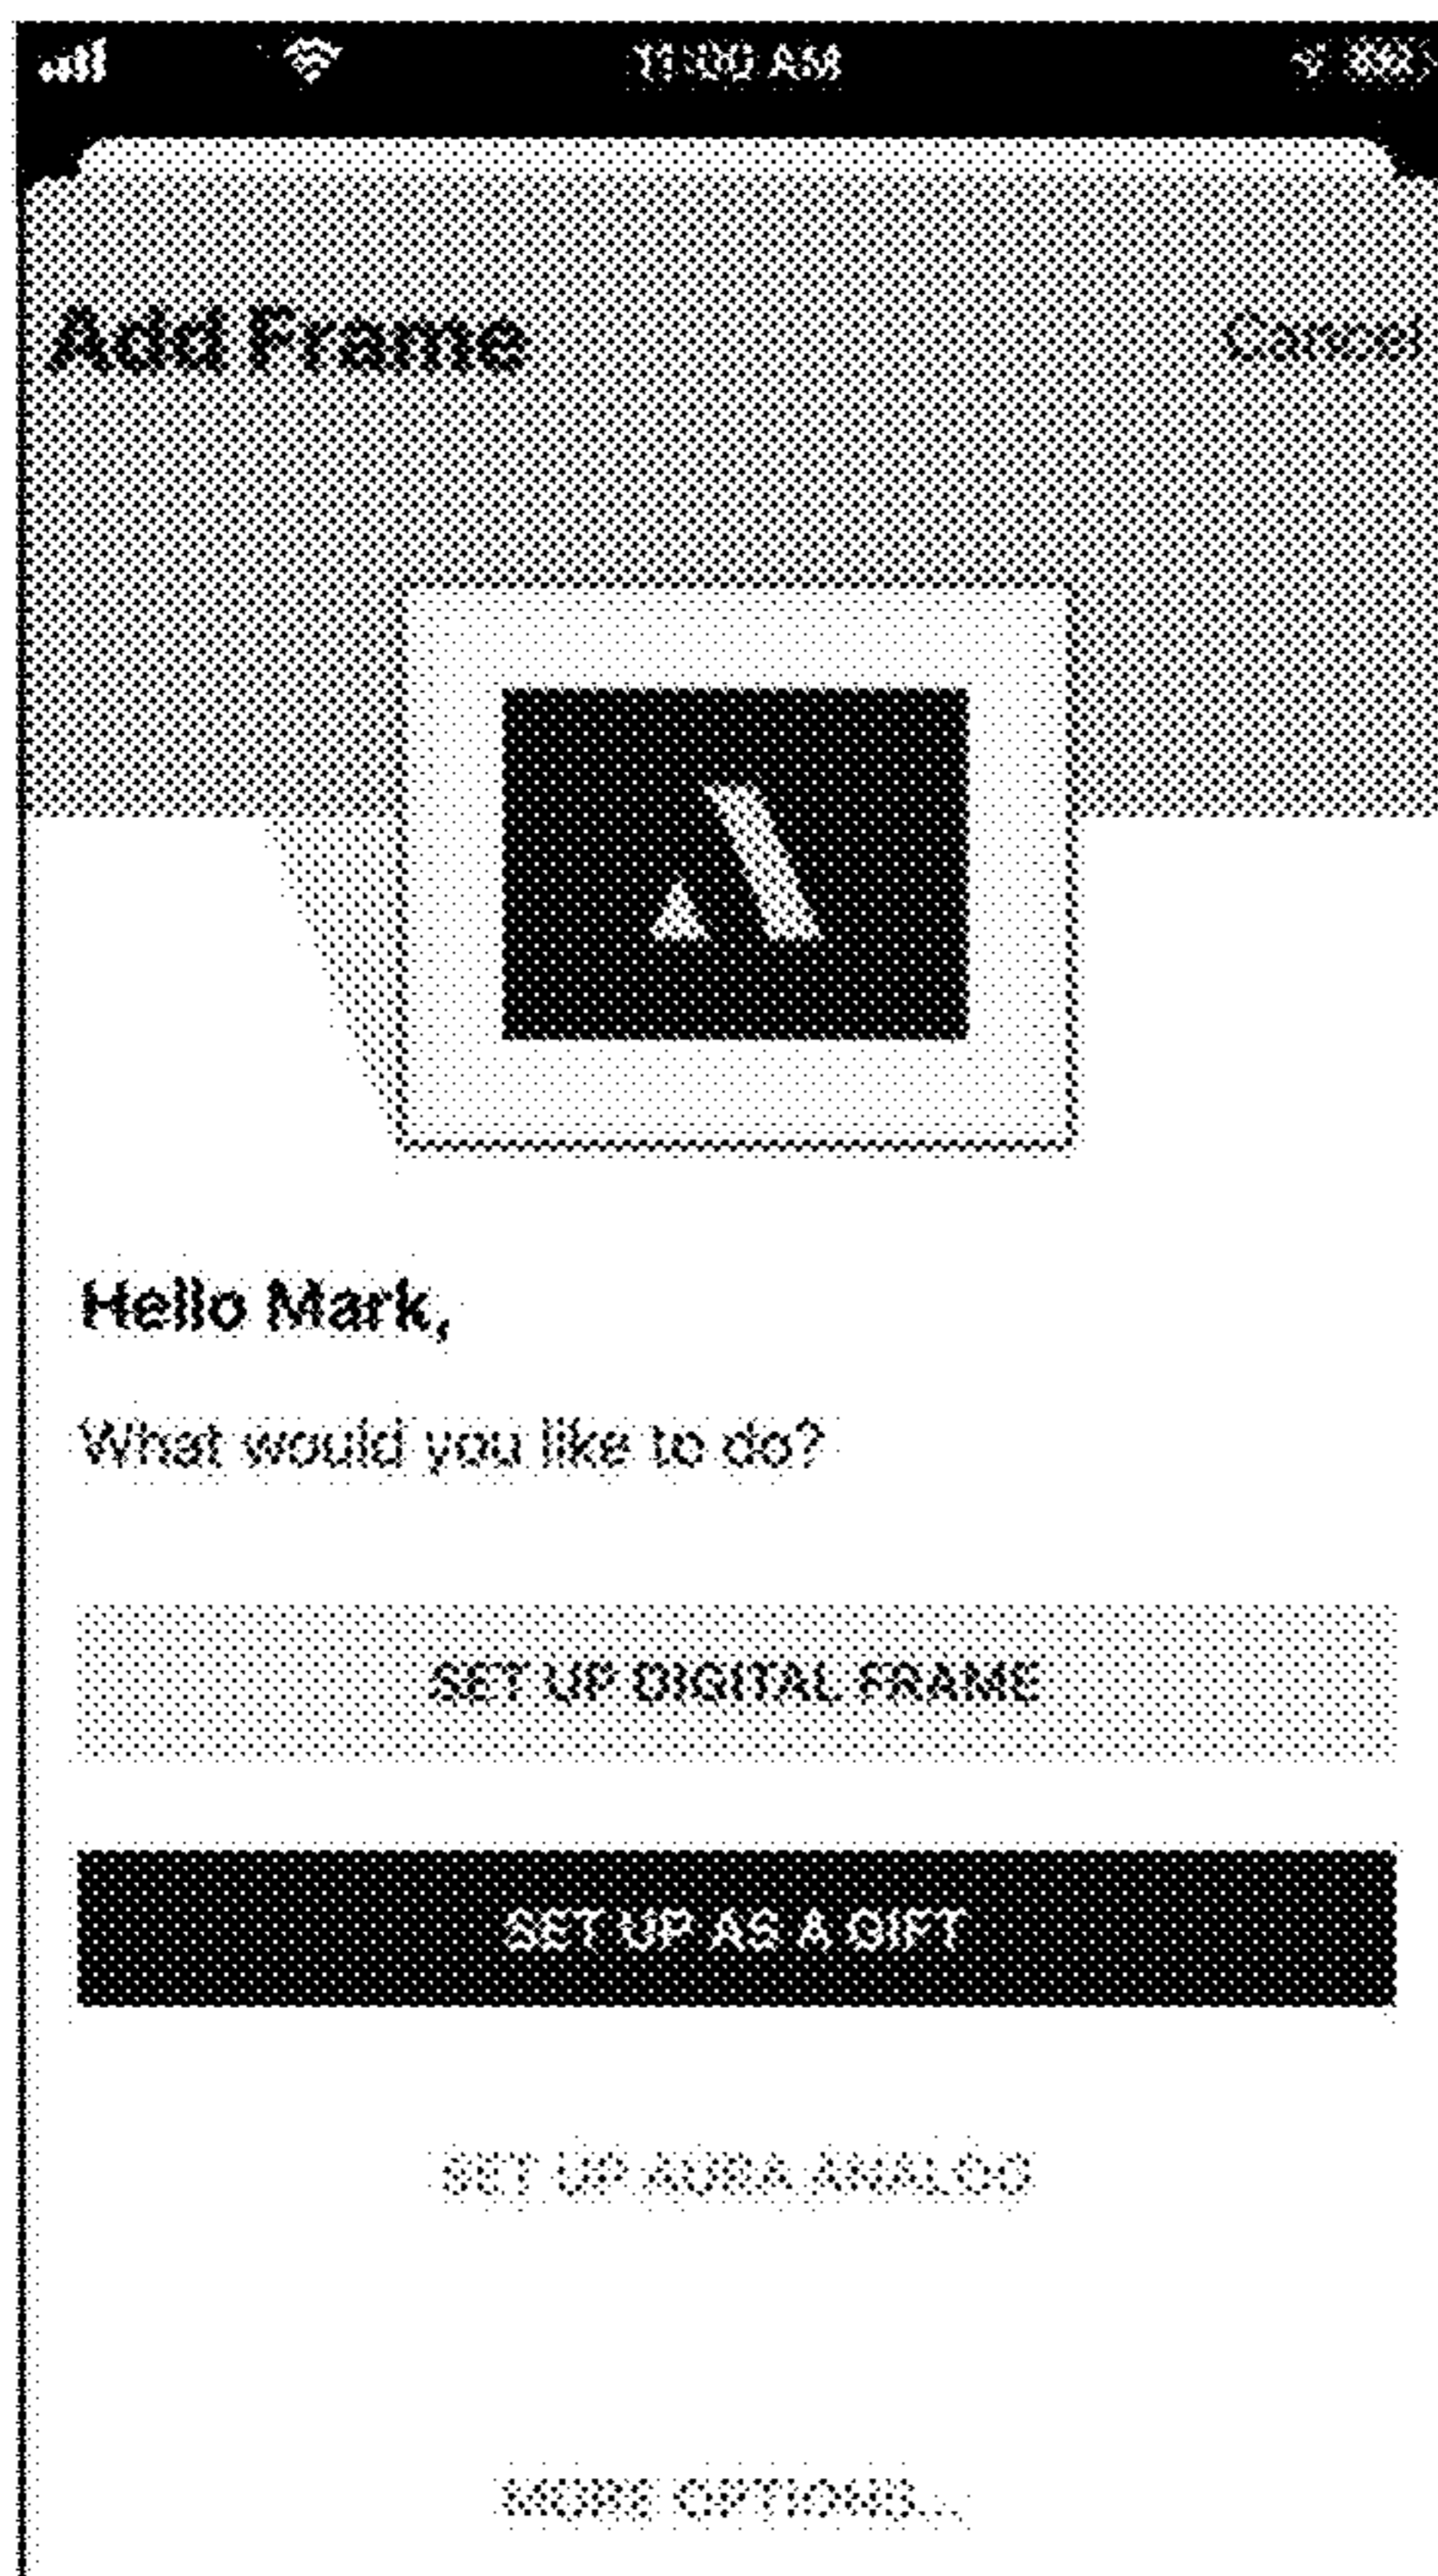 11:00 AM
Add Frame
Cancel
Hello Mark,
What would you like to do?
SET UP DIGITAL FRAME
SET UP AS A GIFT
SET UP AURA ANALOG
MORE OPTIONS...